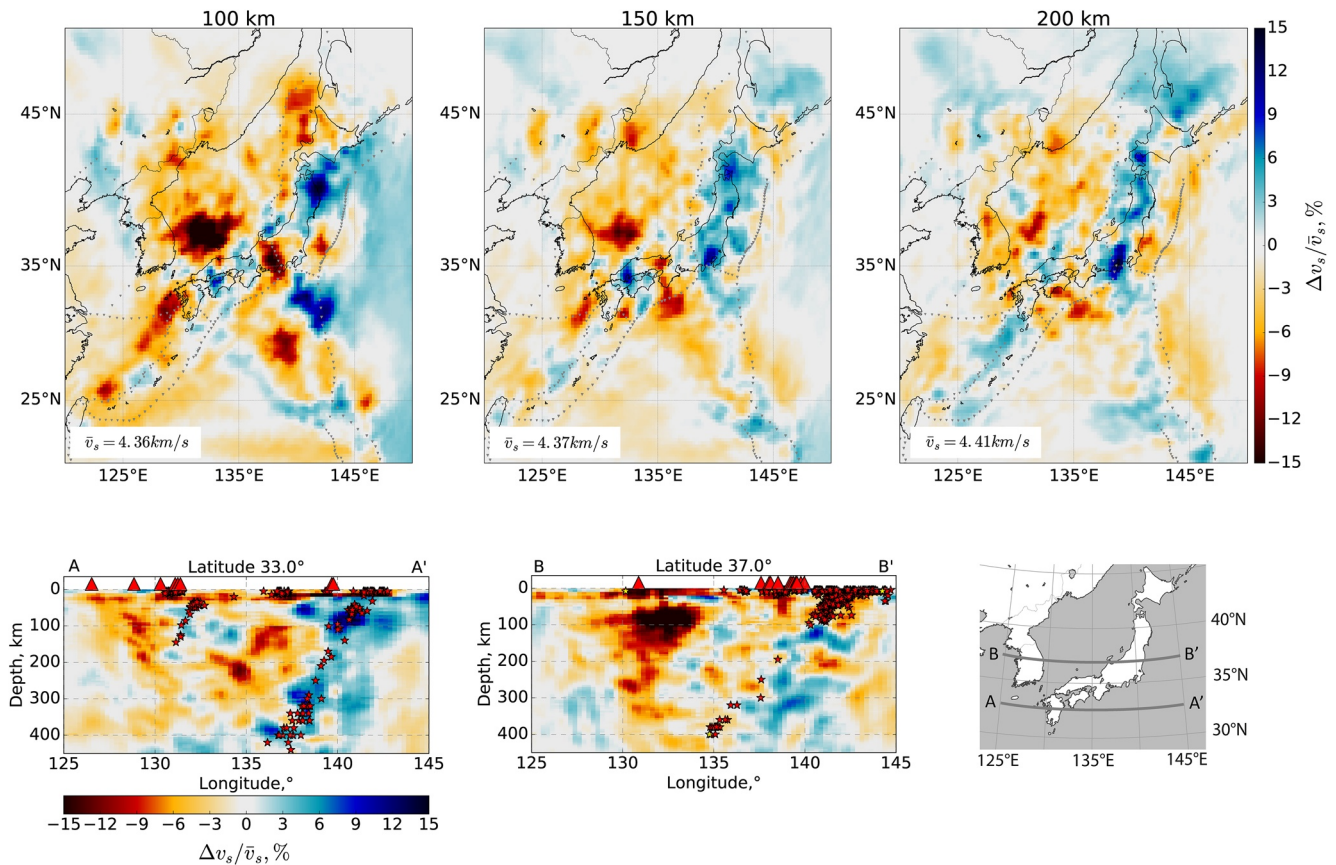 100 km
150 km
200 km
45°N
35°N
25°N
125°E
135°E
145°E
v̄ₛ = 4.36km/s
45°N
35°N
25°N
125°E
135°E
145°E
v̄ₛ = 4.37km/s
45°N
35°N
25°N
125°E
135°E
145°E
v̄ₛ = 4.41km/s
15
12
9
6
3
0
−3
−6
−9
−12
−15
Δvₛ/v̄ₛ, %
A
Latitude 33.0°
A'
0
100
200
300
400
Depth, km
125
130
135
140
145
Longitude,°
−15 −12 −9 −6 −3 0 3 6 9 12 15
Δvₛ/v̄ₛ, %
B
Latitude 37.0°
B'
0
100
200
300
400
Depth, km
125
130
135
140
145
Longitude,°
B
B'
A
A'
40°N
35°N
30°N
125°E
135°E
145°E